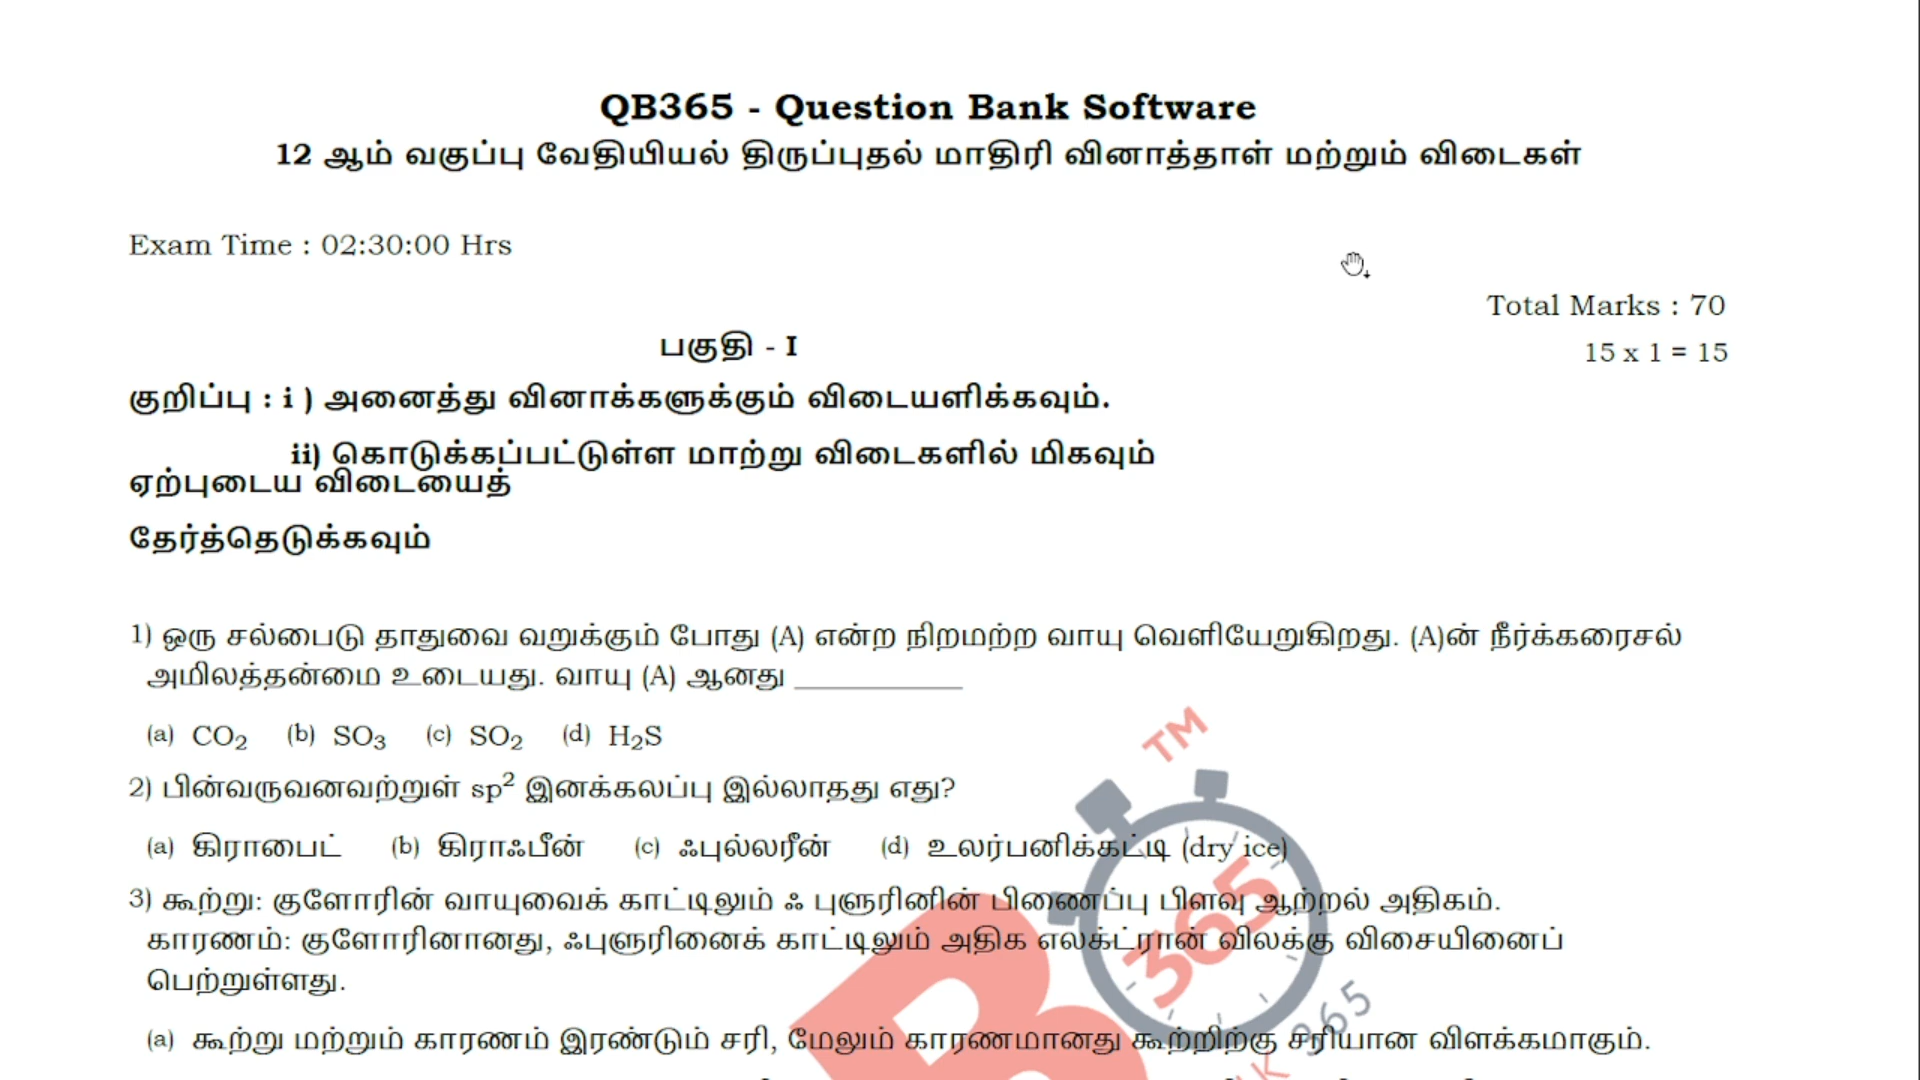 QB365 - Question Bank Software
12 ஆம் வகுப்பு வேதியியல் திருப்புதல் மாதிரி வினாத்தாள் மற்றும் விடைகள்
Exam Time : 02:30:00 Hrs
Total Marks : 70
பகுதி - I
15 x 1 = 15
குறிப்பு : i ) அனைத்து வினாக்களுக்கும் விடையளிக்கவும்.
ii) கொடுக்கப்பட்டுள்ள மாற்று விடைகளில் மிகவும்
ஏற்புடைய விடையைத்
தேர்த்தெடுக்கவும்
1) ஒரு சல்பைடு தாதுவை வறுக்கும் போது (A) என்ற நிறமற்ற வாயு வெளியேறுகிறது. (A)ன் நீர்க்கரைசல்
அமிலத்தன்மை உடையது. வாயு (A) ஆனது ___________
(a) CO₂ (b) SO₃ (c) SO₂ (d) H₂S
2) பின்வருவனவற்றுள் sp² இனக்கலப்பு இல்லாதது எது?
(a) கிராபைட் (b) கிராஃபீன் (c) ஃபுல்லரீன் (d) உலர்பனிக்கட்டி (dry ice)
3) கூற்று: குளோரின் வாயுவைக் காட்டிலும் ஃ புளுரினின் பிணைப்பு பிளவு ஆற்றல் அதிகம்.
காரணம்: குளோரினானது, ஃபுளுரினைக் காட்டிலும் அதிக எலக்ட்ரான் விலக்கு விசையினைப்
பெற்றுள்ளது.
(a) கூற்று மற்றும் காரணம் இரண்டும் சரி, மேலும் காரணமானது கூற்றிற்கு சரியான விளக்கமாகும்.
TM
365
365